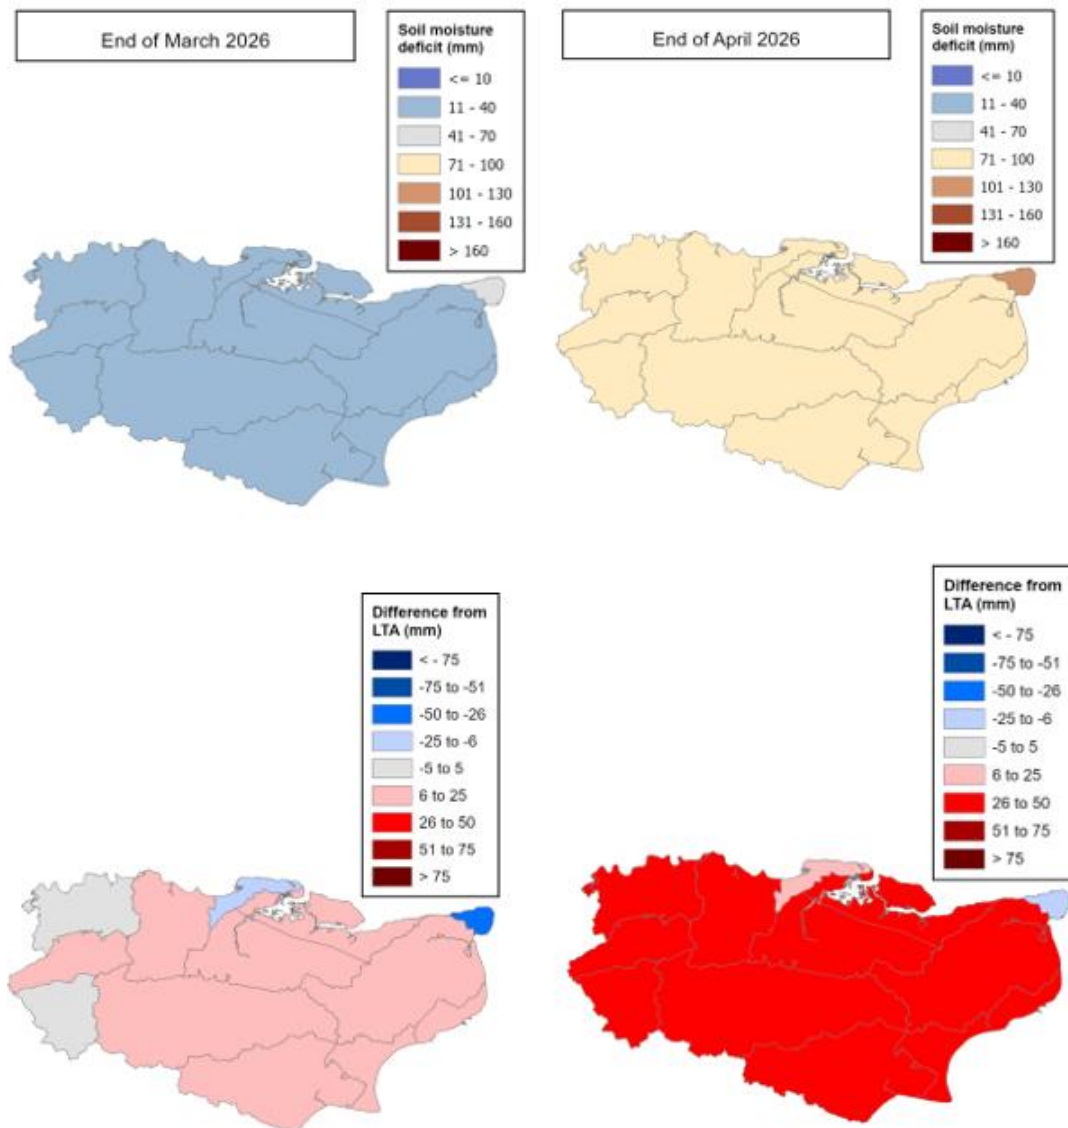 End of March 2026
Soil moisture
deficit (mm)
<= 10
11 - 40
41 - 70
71 - 100
101 - 130
131 - 160
> 160
End of April 2026
Soil moisture
deficit (mm)
<= 10
11 - 40
41 - 70
71 - 100
101 - 130
131 - 160
> 160
Difference from
LTA (mm)
< - 75
-75 to -51
-50 to -26
-25 to -6
-5 to 5
6 to 25
26 to 50
51 to 75
> 75
Difference from
LTA (mm)
< - 75
-75 to -51
-50 to -26
-25 to -6
-5 to 5
6 to 25
26 to 50
51 to 75
> 75